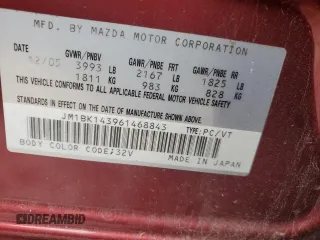 MFD. BY MAZDA MOTOR CORPORATION
GVWR/PNBV GAWR/PNBE FRT GAWR/PNBE RR
12/05 3993 LB 2167 LB 1825 LB
1811 KG 983 KG 828 KG
THIS VEHICLE CONFORMS TO ALL APPLICABLE FEDERAL MOTOR VEHICLE
STANDARDS IN EFFECT ON THE DATE OF MANUFACTURE SHOWN ABOVE.
JM1BK143961468843 TYPE:PC/VT
BODY COLOR CODE:32V MADE IN JAPAN
DREAMBID